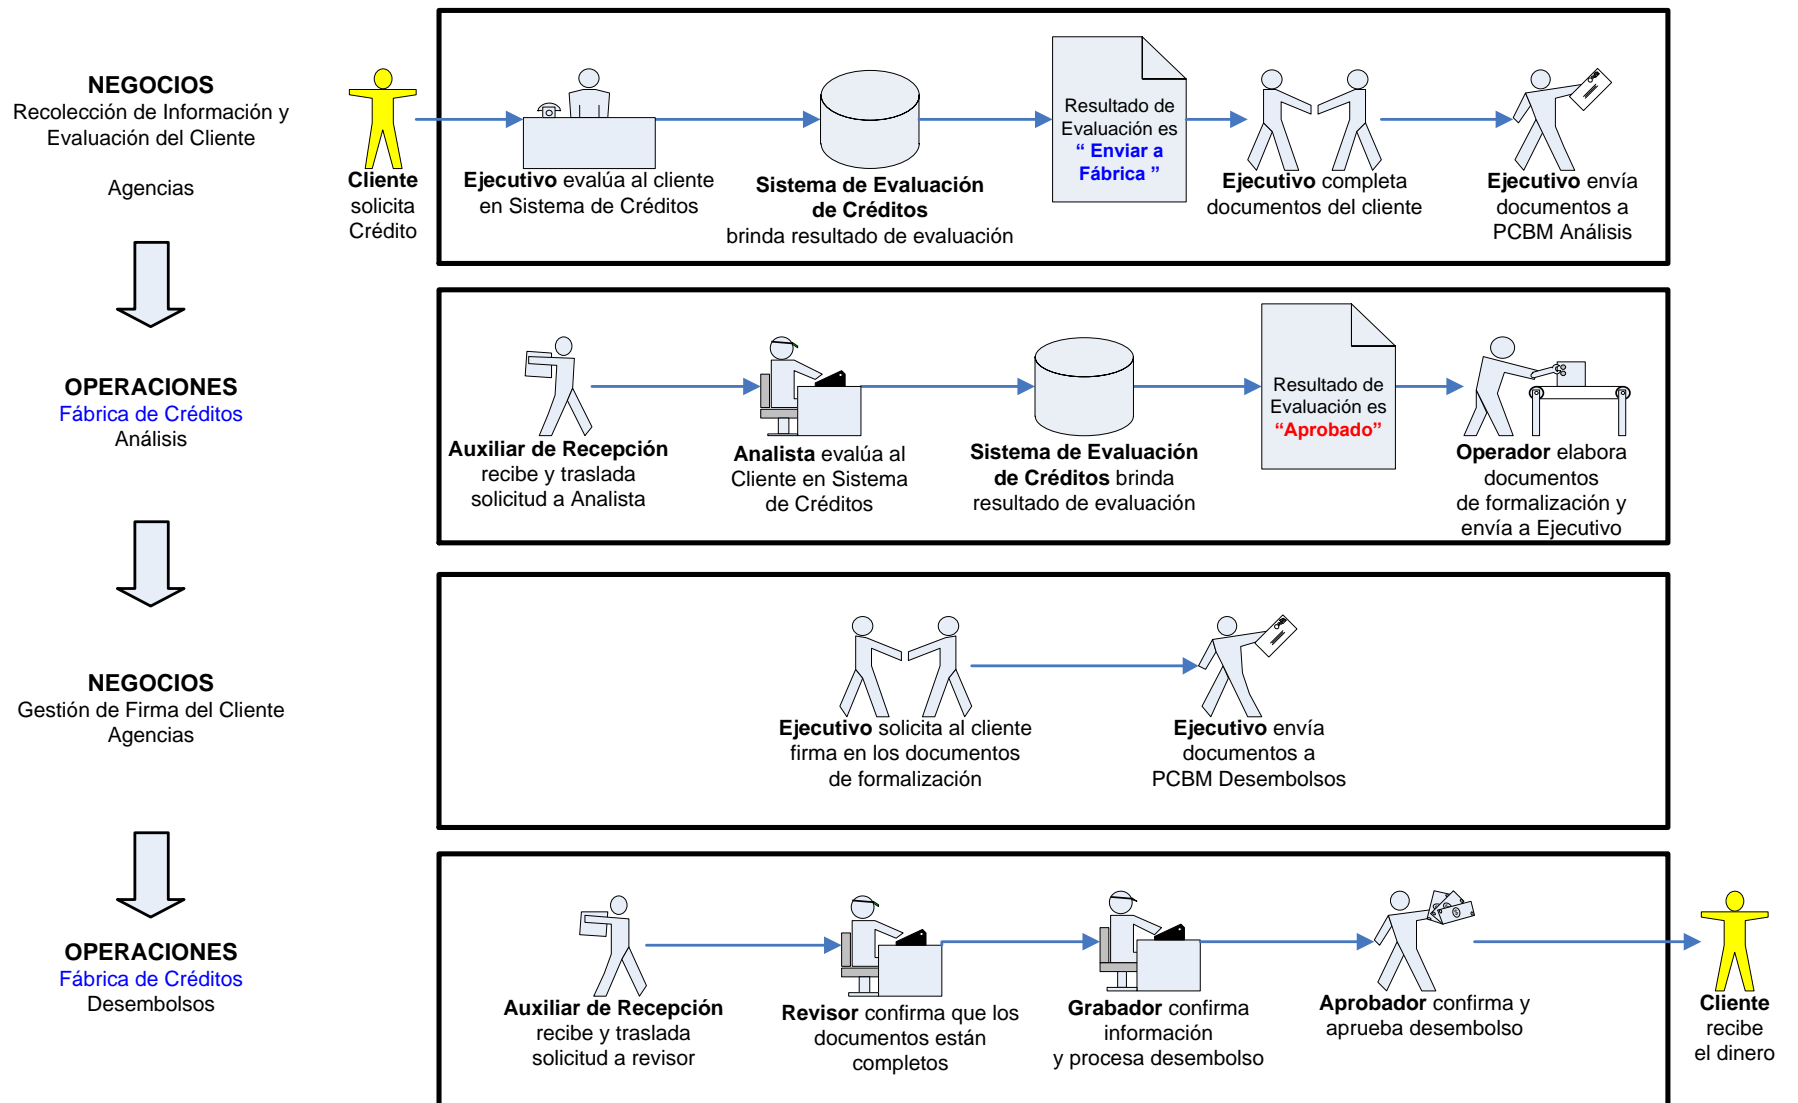 NEGOCIOS
Recolección de Información y
Evaluación del Cliente
Agencias
Cliente
solicita
Crédito
Ejecutivo evalúa al cliente
en Sistema de Créditos
Sistema de Evaluación
de Créditos
brinda resultado de evaluación
Resultado de
Evaluación es
“ Enviar a
Fábrica ”
Ejecutivo completa
documentos del cliente
Ejecutivo envía
documentos a
PCBM Análisis
OPERACIONES
Fábrica de Créditos
Análisis
Auxiliar de Recepción
recibe y traslada
solicitud a Analista
Analista evalúa al
Cliente en Sistema
de Créditos
Sistema de Evaluación
de Créditos brinda
resultado de evaluación
Resultado de
Evaluación es
“Aprobado”
Operador elabora
documentos
de formalización y
envía a Ejecutivo
NEGOCIOS
Gestión de Firma del Cliente
Agencias
Ejecutivo solicita al cliente
firma en los documentos
de formalización
Ejecutivo envía
documentos a
PCBM Desembolsos
OPERACIONES
Fábrica de Créditos
Desembolsos
Auxiliar de Recepción
recibe y traslada
solicitud a revisor
Revisor confirma que los
documentos están
completos
Grabador confirma
información
y procesa desembolso
Aprobador confirma y
aprueba desembolso
Cliente
recibe
el dinero